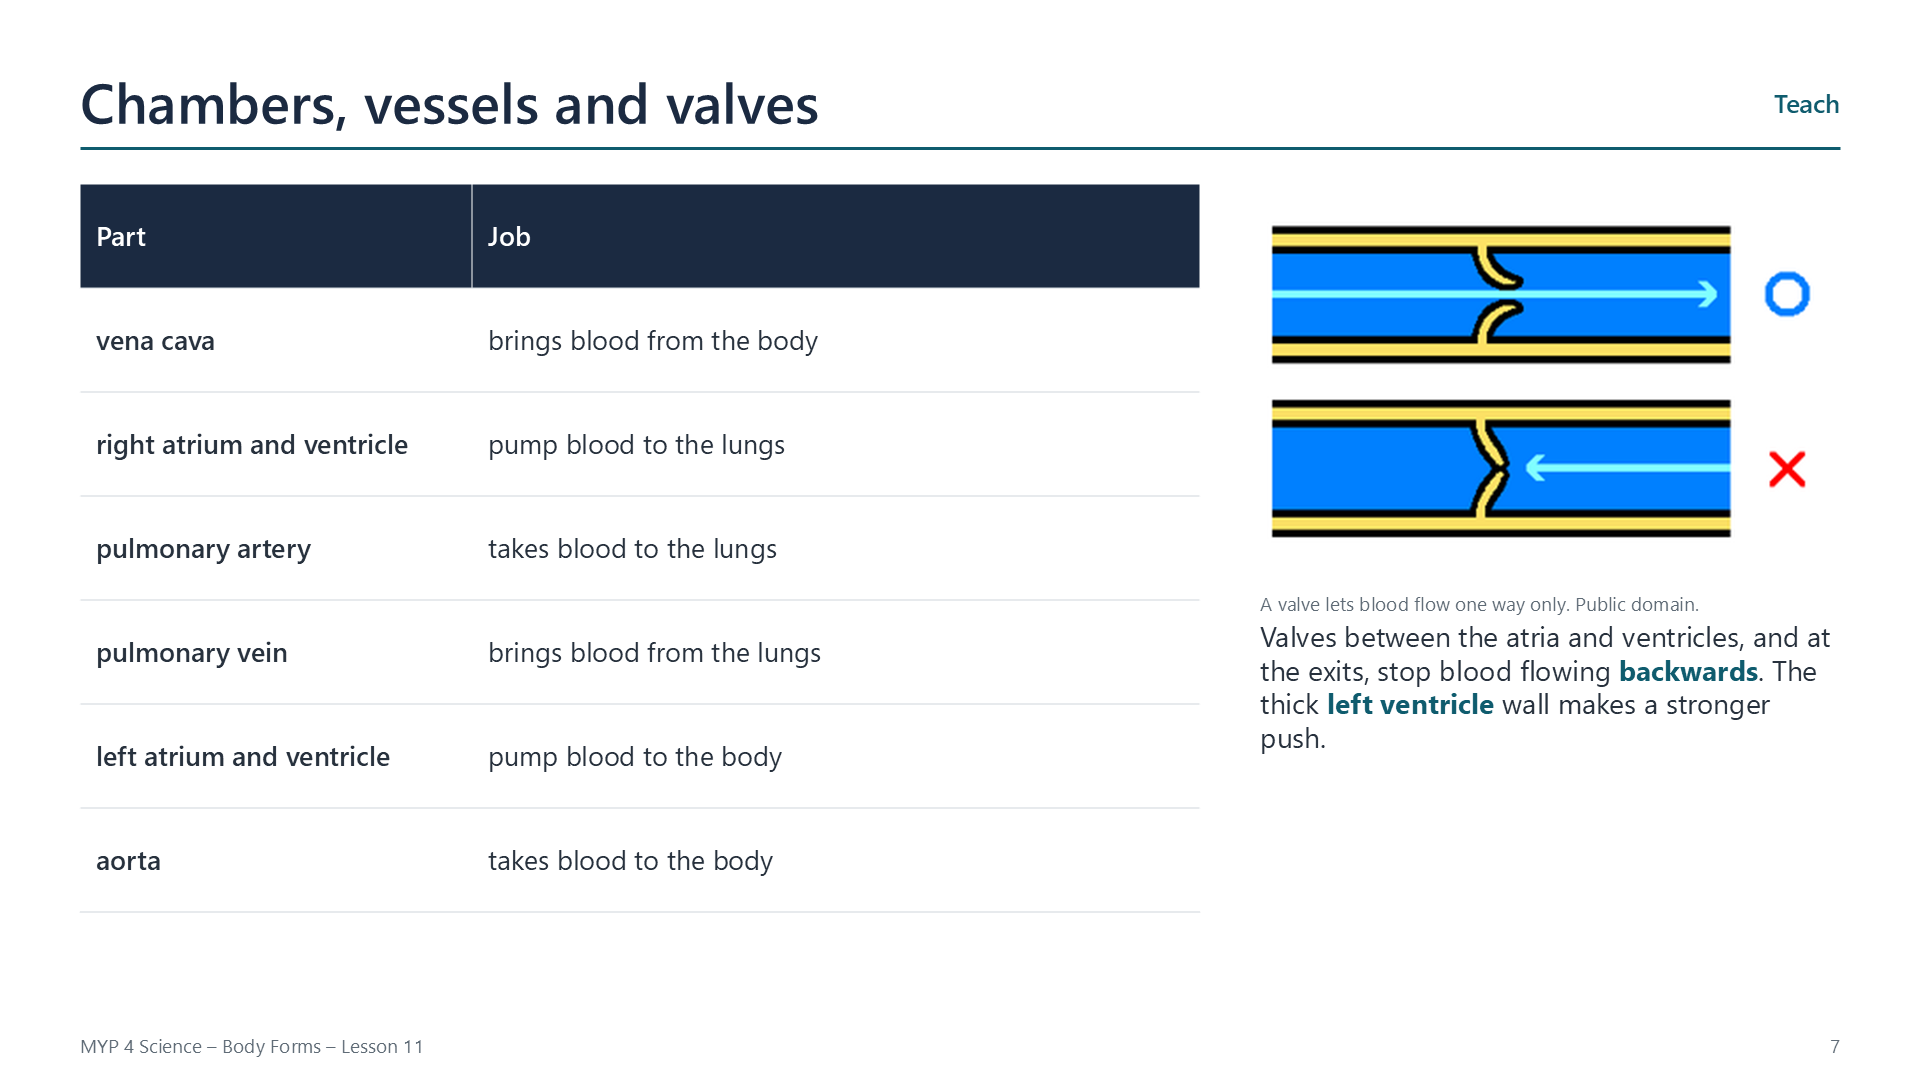 Chambers, vessels and valves
Teach
Part Job
vena cava brings blood from the body
right atrium and ventricle pump blood to the lungs
pulmonary artery takes blood to the lungs
pulmonary vein brings blood from the lungs
left atrium and ventricle pump blood to the body
aorta takes blood to the body
A valve lets blood flow one way only. Public domain.
Valves between the atria and ventricles, and at
the exits, stop blood flowing backwards. The
thick left ventricle wall makes a stronger
push.
MYP 4 Science – Body Forms – Lesson 11
7